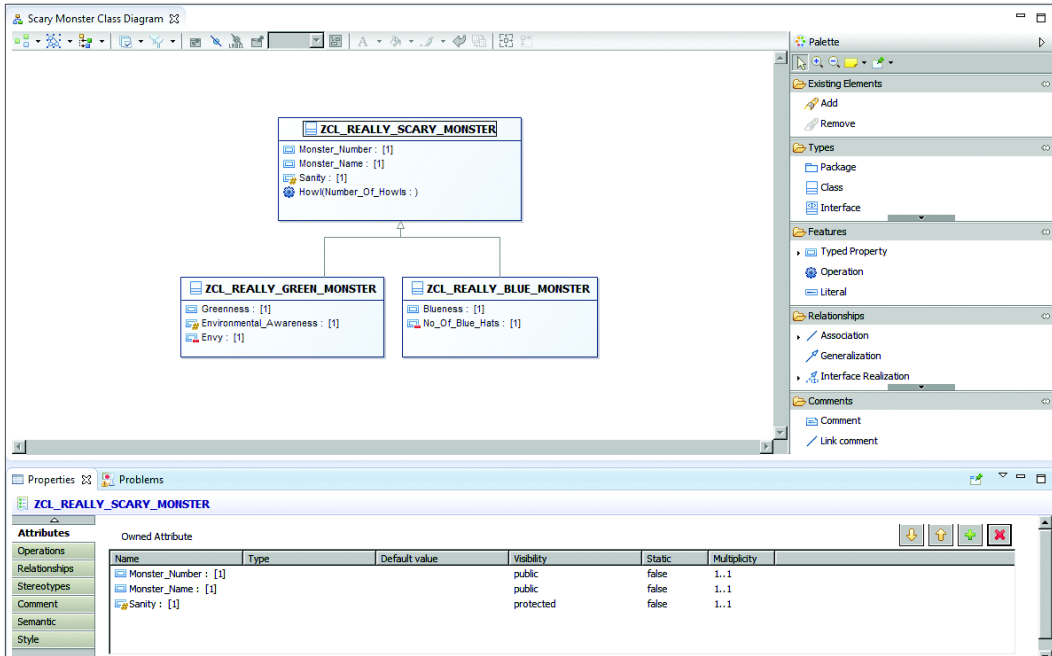 Scary Monster Class Diagram
Palette
Existing Elements
Add
Remove
Types
Package
Class
Interface
Features
Typed Property
Operation
Literal
Relationships
Association
Generalization
Interface Realization
Comments
Comment
Link comment
ZCL_REALLY_SCARY_MONSTER
Monster_Number : [1]
Monster_Name : [1]
Sanity : [1]
Howl(Number_Of_Howls : )
ZCL_REALLY_GREEN_MONSTER
Greenness : [1]
Environmental_Awareness : [1]
Envy : [1]
ZCL_REALLY_BLUE_MONSTER
Blueness : [1]
No_Of_Blue_Hats : [1]
Properties Problems
ZCL_REALLY_SCARY_MONSTER
Attributes
Operations
Relationships
Stereotypes
Comment
Semantic
Style
Owned Attribute
Name Type Default value Visibility Static Multiplicity
Monster_Number : [1] public false 1..1
Monster_Name : [1] public false 1..1
Sanity : [1] protected false 1..1